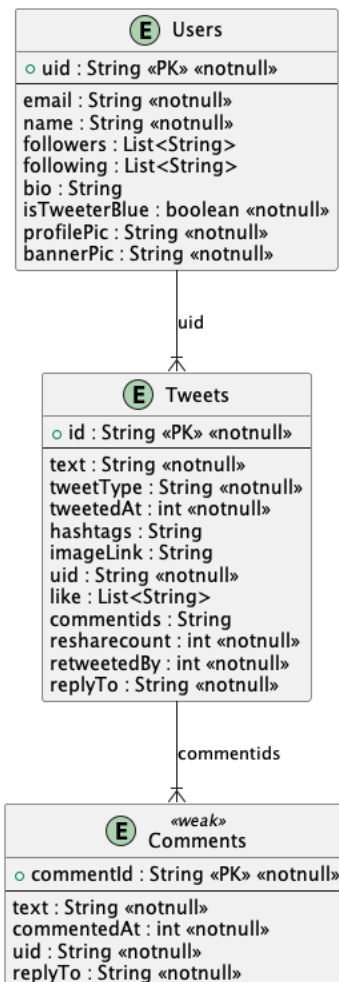 E Users
uid : String «PK» «notnull»
email : String «notnull»
name : String «notnull»
followers : List<String>
following : List<String>
bio : String
isTweeterBlue : boolean «notnull»
profilePic : String «notnull»
bannerPic : String «notnull»
uid
E Tweets
id : String «PK» «notnull»
text : String «notnull»
tweetType : String «notnull»
tweetedAt : int «notnull»
hashtags : String
imageLink : String
uid : String «notnull»
like : List<String>
commentids : String
resharecount : int «notnull»
retweetedBy : int «notnull»
replyTo : String «notnull»
commentids
«weak»
E Comments
commentId : String «PK» «notnull»
text : String «notnull»
commentedAt : int «notnull»
uid : String «notnull»
replyTo : String «notnull»